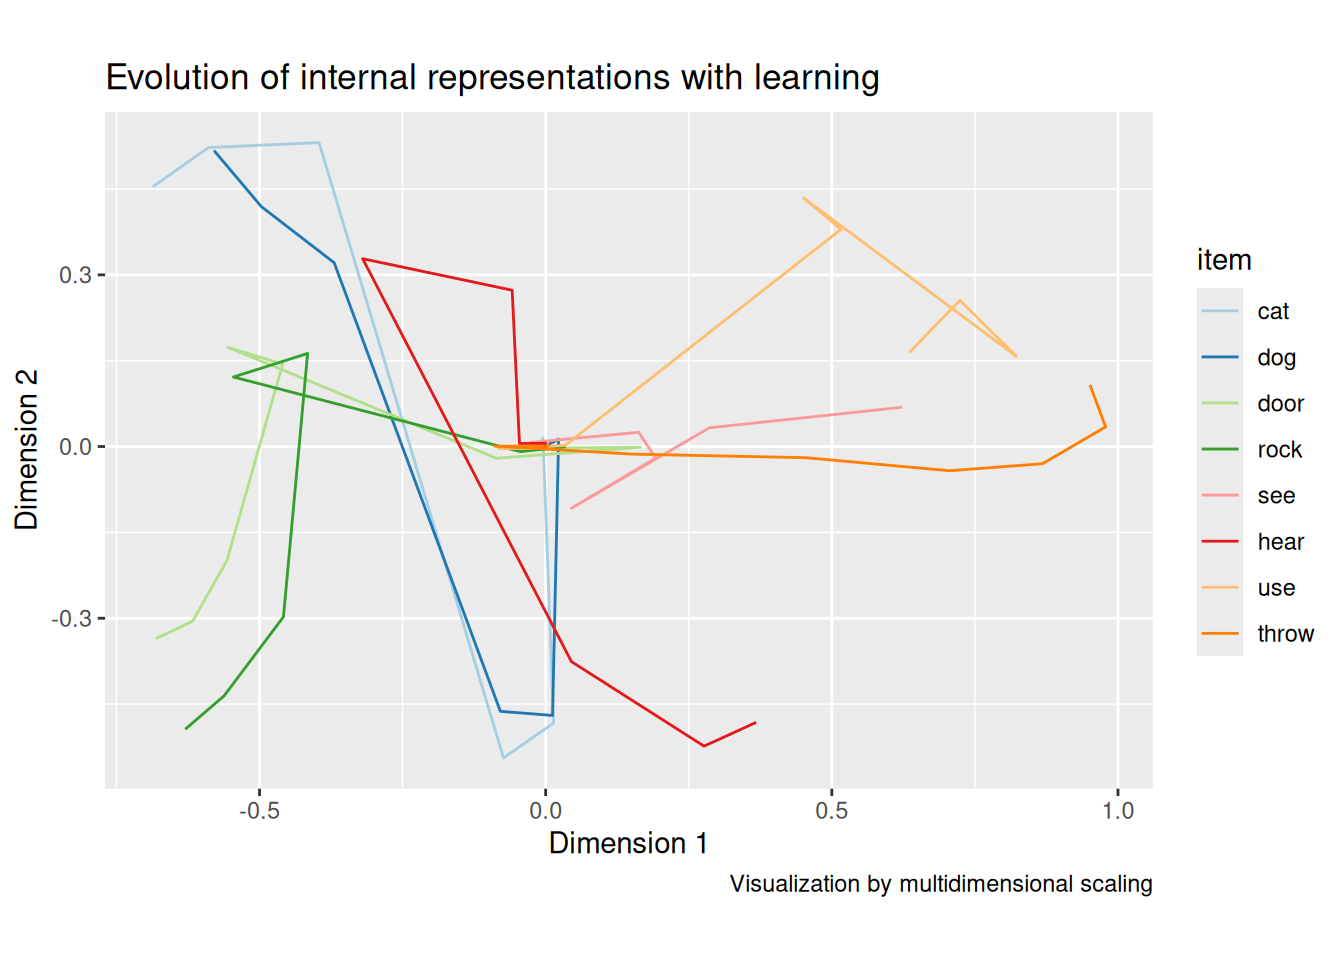 Evolution of internal representations with learning
Dimension 2
0.3
0.0
-0.3
-0.5
0.0
0.5
1.0
Dimension 1
item
cat
dog
door
rock
see
hear
use
throw
Visualization by multidimensional scaling